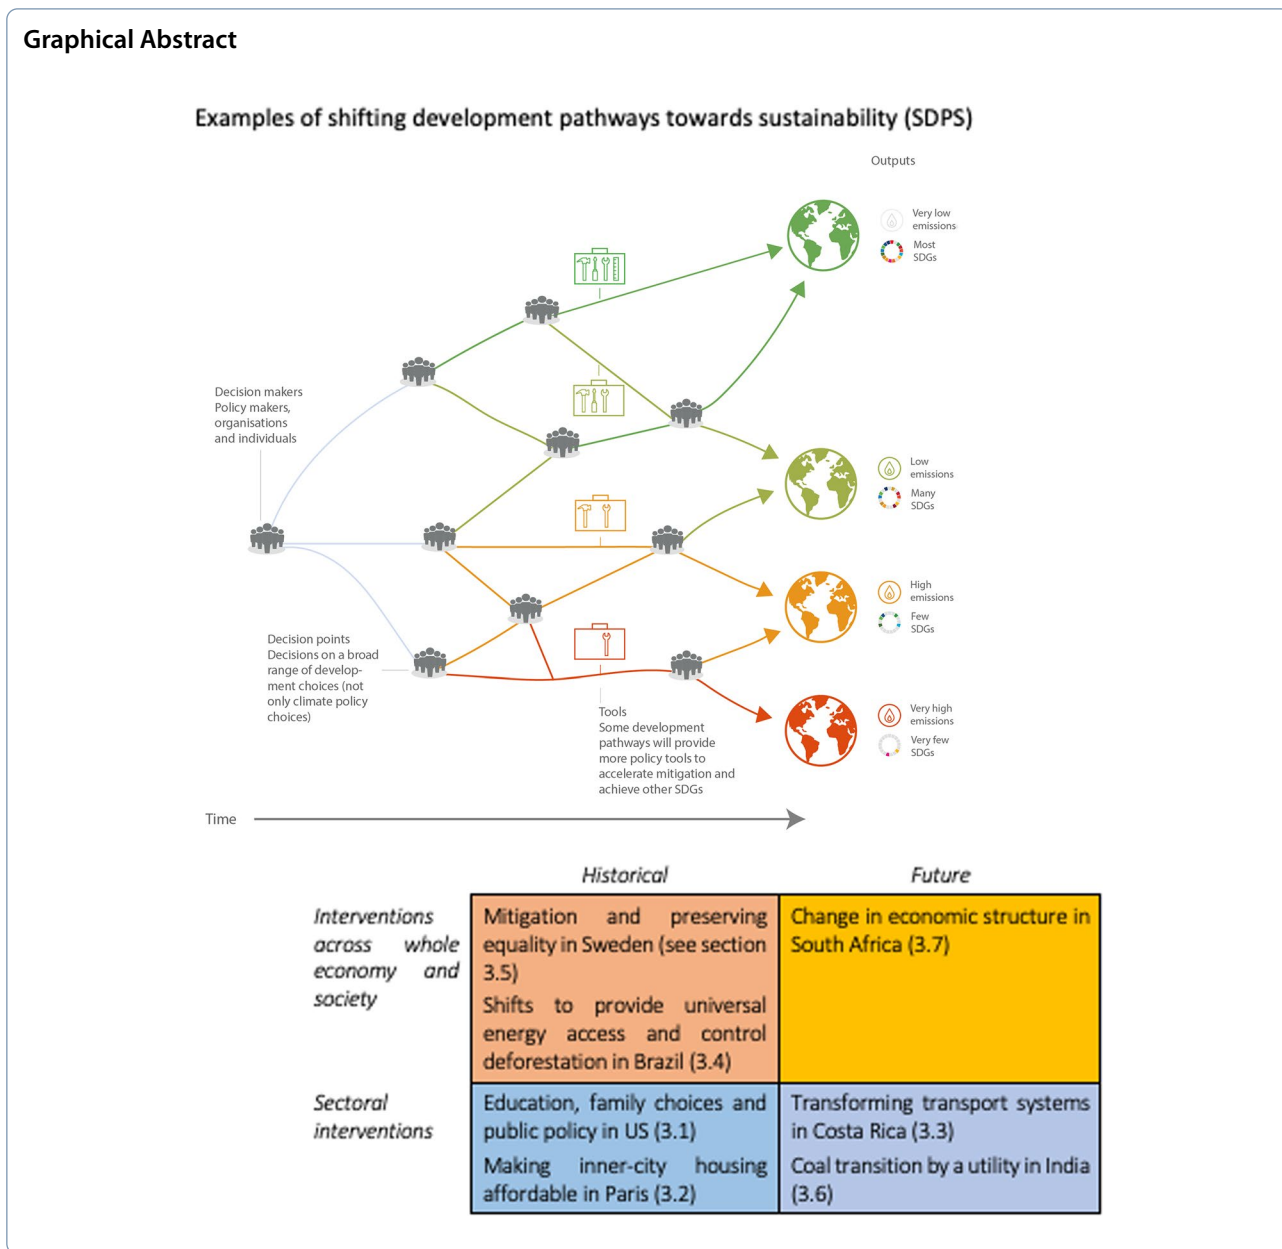 Graphical Abstract
Examples of shifting development pathways towards sustainability (SDPS)
Outputs
Very low
emissions
Most
SDGs
Decision makers
Policy makers,
organisations
and individuals
Low
emissions
Many
SDGs
High
emissions
Few
SDGs
Decision points
Decisions on a broad
range of develop-
ment choices (not
only climate policy
choices)
Very high
emissions
Very few
SDGs
Tools
Some development
pathways will provide
more policy tools to
accelerate mitigation and
achieve other SDGs
Time
Historical
Future
Interventions
across whole
economy and
society
Mitigation and preserving
equality in Sweden (see section
3.5)
Shifts to provide universal
energy access and control
deforestation in Brazil (3.4)
Change in economic structure in
South Africa (3.7)
Sectoral
interventions
Education, family choices and
public policy in US (3.1)
Making inner-city housing
affordable in Paris (3.2)
Transforming transport systems
in Costa Rica (3.3)
Coal transition by a utility in India
(3.6)